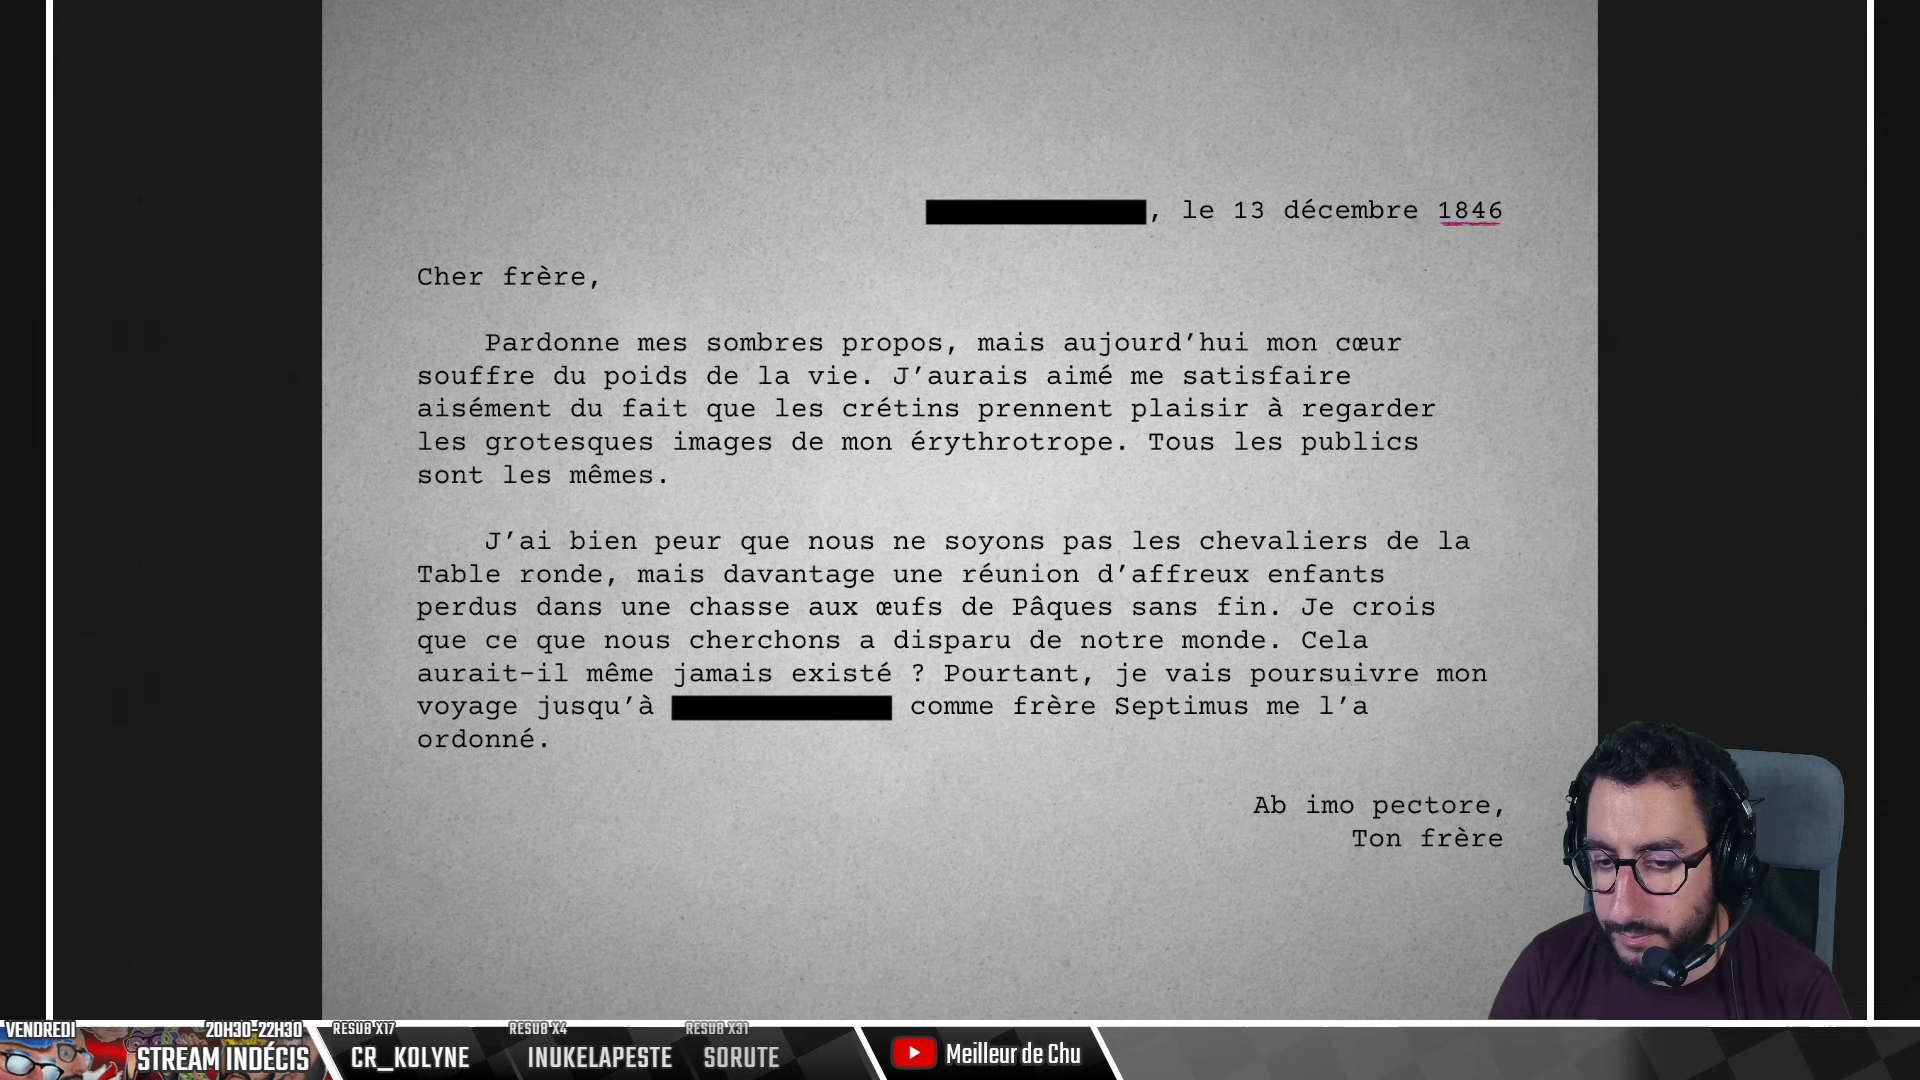 , le 13 décembre 1846
Cher frère,
Pardonne mes sombres propos, mais aujourd’hui mon cœur
souffre du poids de la vie. J’aurais aimé me satisfaire
aisément du fait que les crétins prennent plaisir à regarder
les grotesques images de mon érythrotrope. Tous les publics
sont les mêmes.
J’ai bien peur que nous ne soyons pas les chevaliers de la
Table ronde, mais davantage une réunion d’affreux enfants
perdus dans une chasse aux œufs de Pâques sans fin. Je crois
que ce que nous cherchons a disparu de notre monde. Cela
aurait-il même jamais existé ? Pourtant, je vais poursuivre mon
voyage jusqu’à comme frère Septimus me l’a
ordonné.
Ab imo pectore,
Ton frère
VENDREDI 20H30-22H30
STREAM INDÉCIS
RESUB X17 RESUB X4 RESUB X31
CR_KOLYNE INUKELAPESTE SORUTE
Meilleur de Chu